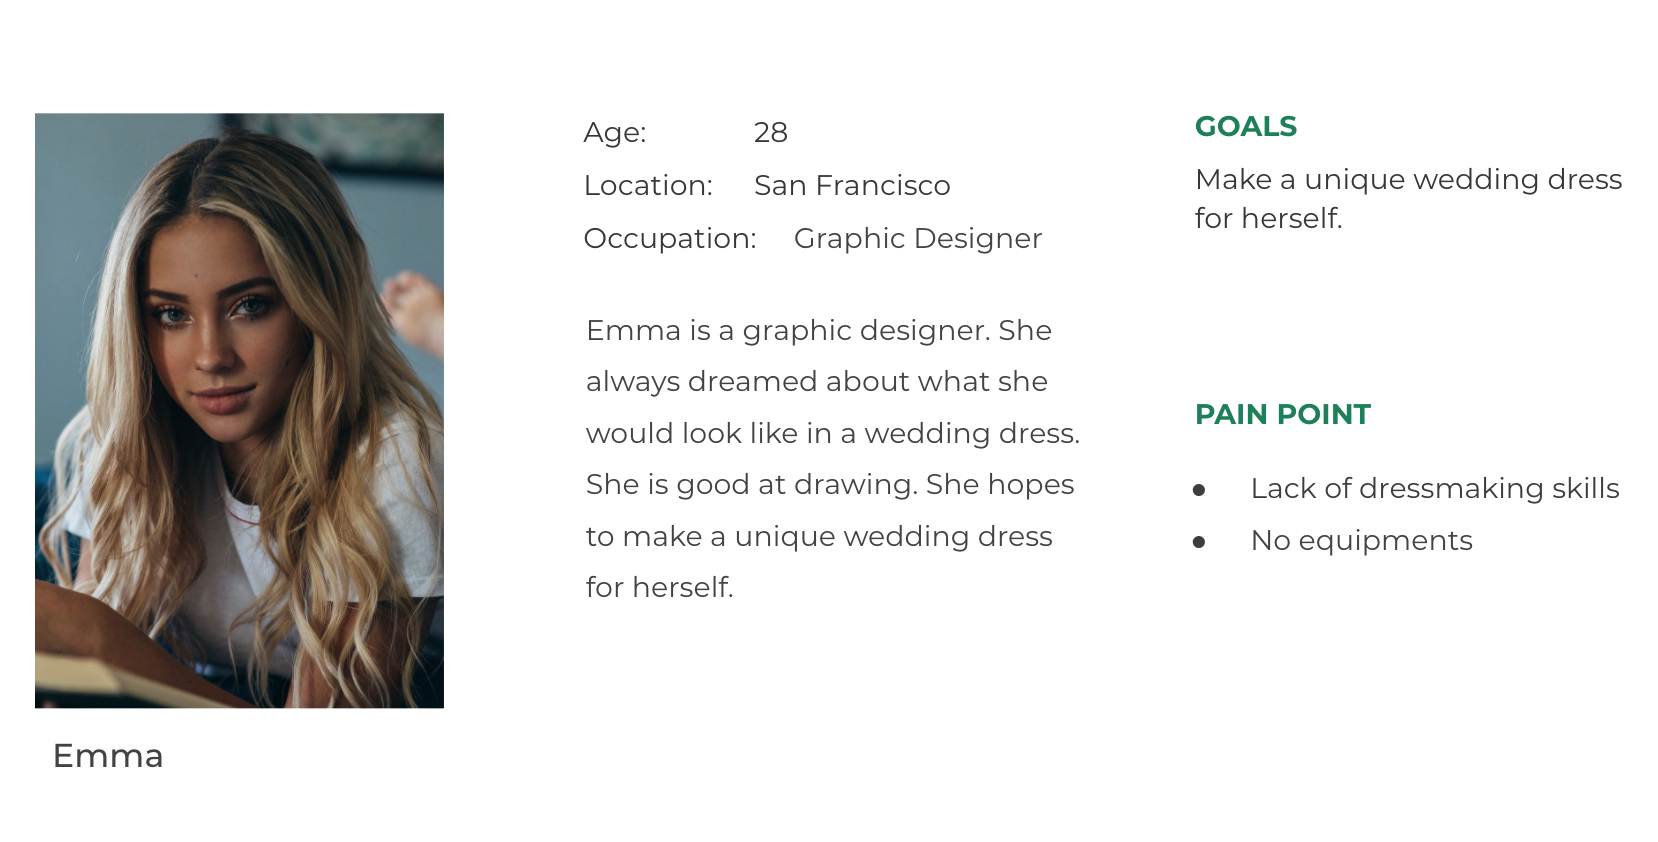 Age: 28
Location: San Francisco
Occupation: Graphic Designer
Emma is a graphic designer. She
always dreamed about what she
would look like in a wedding dress.
She is good at drawing. She hopes
to make a unique wedding dress
for herself.
GOALS
Make a unique wedding dress
for herself.
PAIN POINT
● Lack of dressmaking skills
● No equipments
Emma